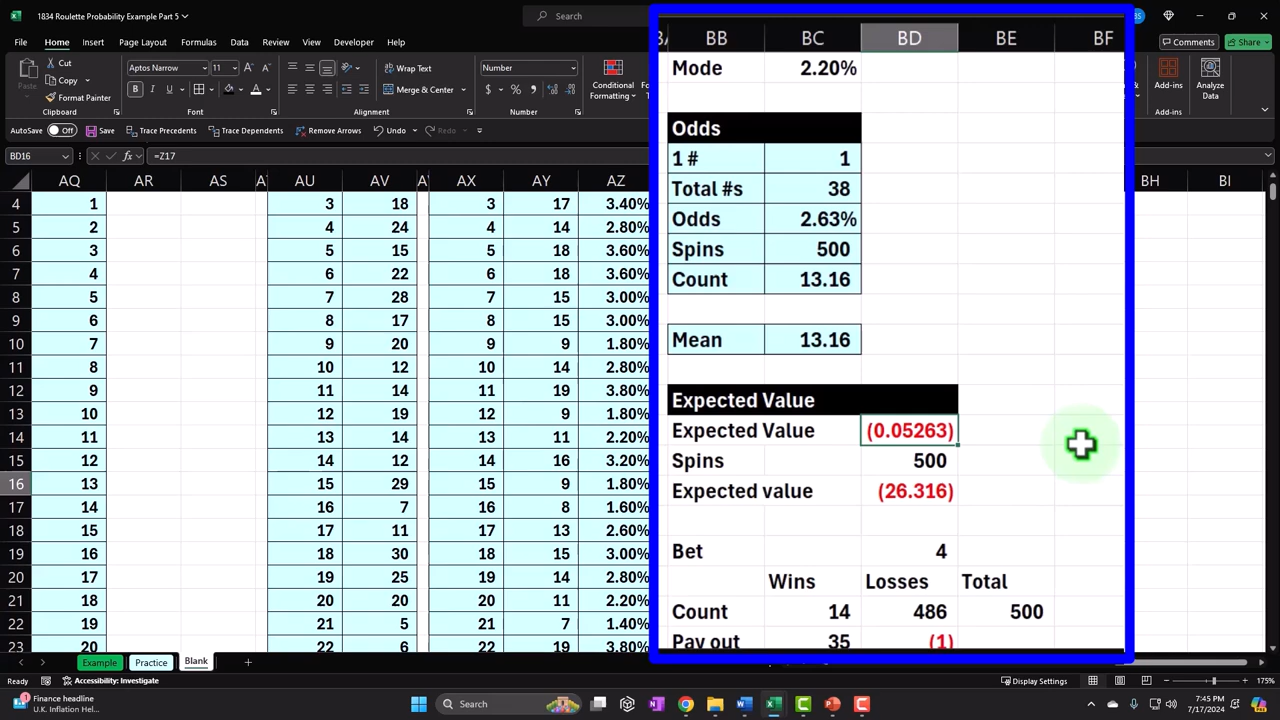 1834 Roulette Probability Example Part 5
Search
BS
File
Home
Insert
Page Layout
Formulas
Data
Review
View
Developer
Help
Comments
Share
Cut
Copy
Format Painter
Clipboard
Aptos Narrow
11
Font
Wrap Text
Merge & Center
Alignment
Number
Number
Conditional
Formatting
Add-ins
Add-ins
Analyze
Data
AutoSave
Off
Save
Trace Precedents
Trace Dependents
Remove Arrows
Undo
Redo
BD16
fx
=Z17
AQ AR AS AU AV AX AY AZ BH BI
4 1 3 18 3 17 3.40%
5 2 4 24 4 14 2.80%
6 3 5 15 5 18 3.60%
7 4 6 22 6 18 3.60%
8 5 7 28 7 15 3.00%
9 6 8 17 8 15 3.00%
10 7 9 20 9 9 1.80%
11 8 10 12 10 14 2.80%
12 9 11 14 11 19 3.80%
13 10 12 19 12 9 1.80%
14 11 13 14 13 11 2.20%
15 12 14 12 14 16 3.20%
16 13 15 29 15 9 1.80%
17 14 16 7 16 8 1.60%
18 15 17 11 17 13 2.60%
19 16 18 30 18 15 3.00%
20 17 19 25 19 14 2.80%
21 18 20 20 20 11 2.20%
22 19 21 5 21 7 1.40%
23 20 22 6 22 19 3.80%
BB BC BD BE BF
Mode 2.20%
Odds
1 # 1
Total #s 38
Odds 2.63%
Spins 500
Count 13.16
Mean 13.16
Expected Value
Expected Value (0.05263)
Spins 500
Expected value (26.316)
Bet 4
Wins Losses Total
Count 14 486 500
Pay out 35 (1)
Example
Practice
Blank
Ready
Accessibility: Investigate
Display Settings
175%
Finance headline
U.K. Inflation Hel...
Search
7:45 PM
7/17/2024